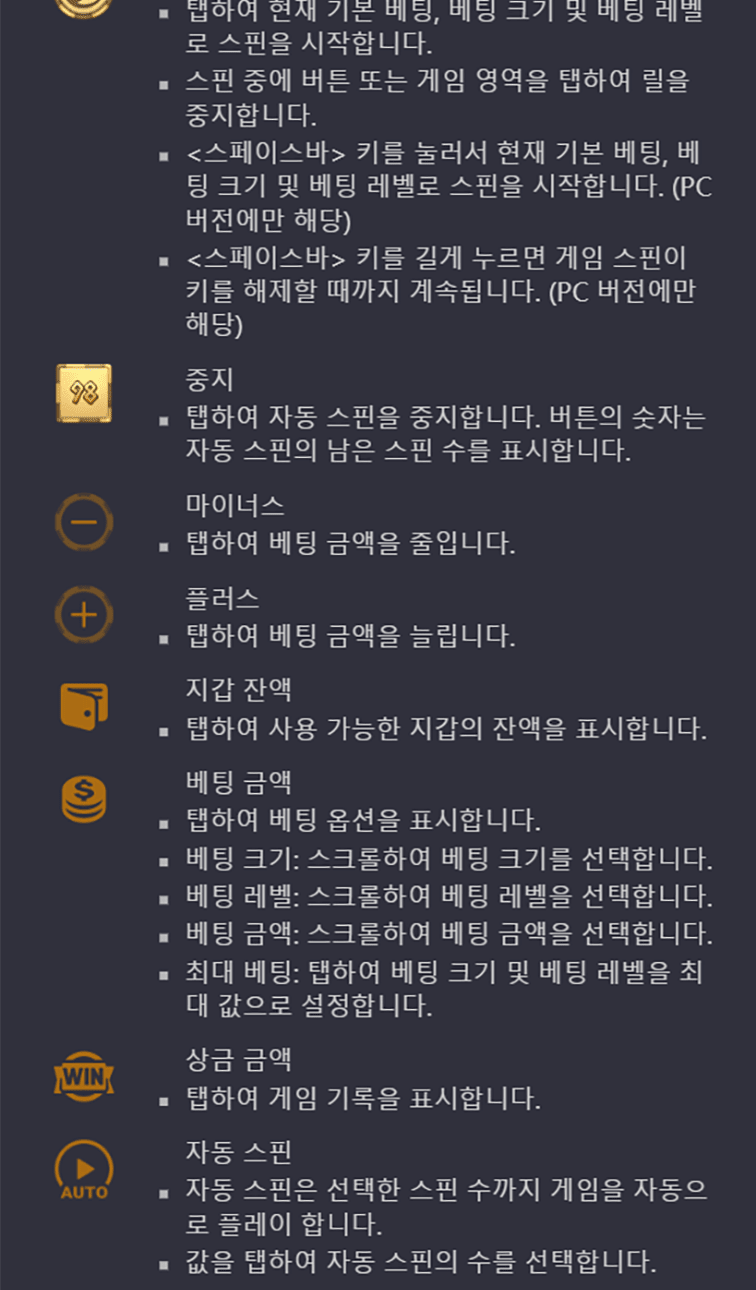 탭하여 현재 기본 베팅, 베팅 크기 및 베팅 레벨
로 스핀을 시작합니다.
스핀 중에 버튼 또는 게임 영역을 탭하여 릴을
중지합니다.
<스페이스바> 키를 눌러서 현재 기본 베팅, 베
팅 크기 및 베팅 레벨로 스핀을 시작합니다. (PC
버전에만 해당)
<스페이스바> 키를 길게 누르면 게임 스핀이
키를 해제할 때까지 계속됩니다. (PC 버전에만
해당)
98
중지
탭하여 자동 스핀을 중지합니다. 버튼의 숫자는
자동 스핀의 남은 스핀 수를 표시합니다.
마이너스
탭하여 베팅 금액을 줄입니다.
플러스
탭하여 베팅 금액을 늘립니다.
지갑 잔액
탭하여 사용 가능한 지갑의 잔액을 표시합니다.
$
베팅 금액
탭하여 베팅 옵션을 표시합니다.
베팅 크기: 스크롤하여 베팅 크기를 선택합니다.
베팅 레벨: 스크롤하여 베팅 레벨을 선택합니다.
베팅 금액: 스크롤하여 베팅 금액을 선택합니다.
최대 베팅: 탭하여 베팅 크기 및 베팅 레벨을 최
대 값으로 설정합니다.
WIN
상금 금액
탭하여 게임 기록을 표시합니다.
AUTO
자동 스핀
자동 스핀은 선택한 스핀 수까지 게임을 자동으
로 플레이 합니다.
값을 탭하여 자동 스핀의 수를 선택합니다.